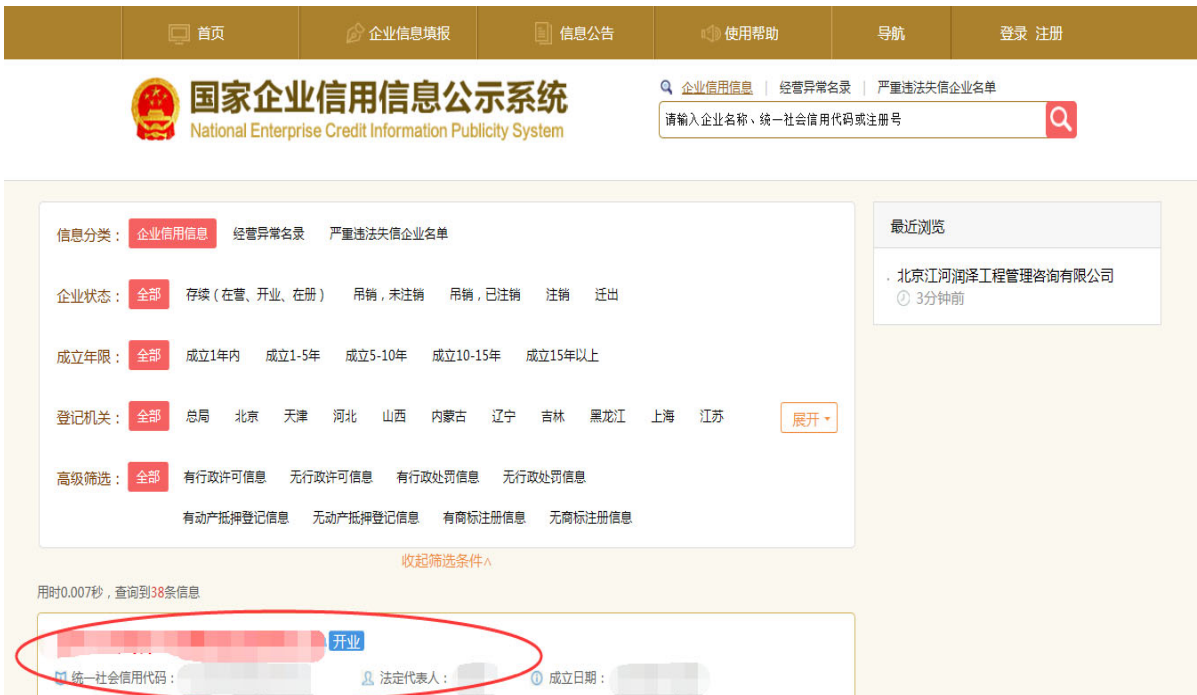 首页 企业信息填报 信息公告 使用帮助 导航 登录 注册
国家企业信用信息公示系统
National Enterprise Credit Information Publicity System
企业信用信息 | 经营异常名录 | 严重违法失信企业名单
请输入企业名称、统一社会信用代码或注册号
信息分类： 企业信用信息 经营异常名录 严重违法失信企业名单
企业状态： 全部 存续(在营、开业、在册) 吊销,未注销 吊销,已注销 注销 迁出
成立年限： 全部 成立1年内 成立1-5年 成立5-10年 成立10-15年 成立15年以上
登记机关： 全部 总局 北京 天津 河北 山西 内蒙古 辽宁 吉林 黑龙江 上海 江苏 展开
高级筛选： 全部 有行政许可信息 无行政许可信息 有行政处罚信息 无行政处罚信息
有动产抵押登记信息 无动产抵押登记信息 有商标注册信息 无商标注册信息
收起筛选条件∧
最近浏览
. 北京江河润泽工程管理咨询有限公司
3分钟前
用时0.007秒，查询到38条信息
开业
统一社会信用代码： 法定代表人： 成立日期：